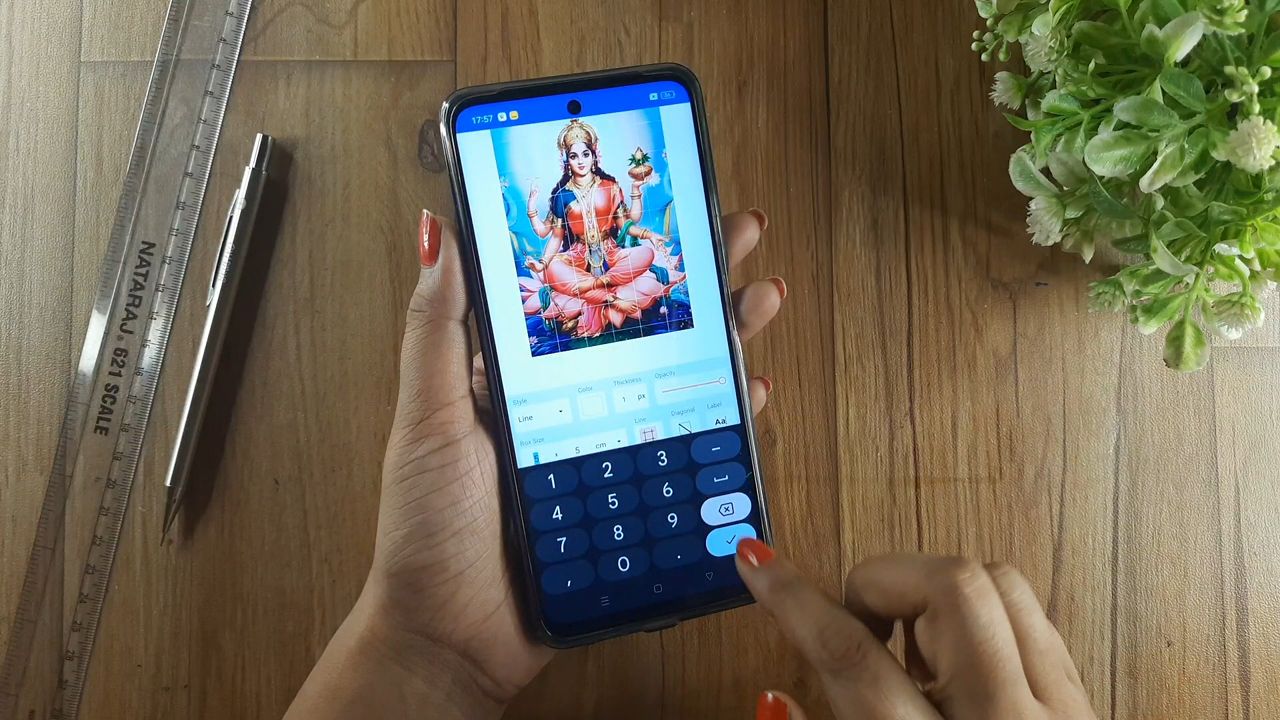 17:57
Style
Color
Thickness
Opacity
Line
1 px
Box Size
Line
Diagonal
Label
x 5 cm
Aa
1 2 3 −
4 5 6
7 8 9
, 0 .
NATARAJ® 621 SCALE